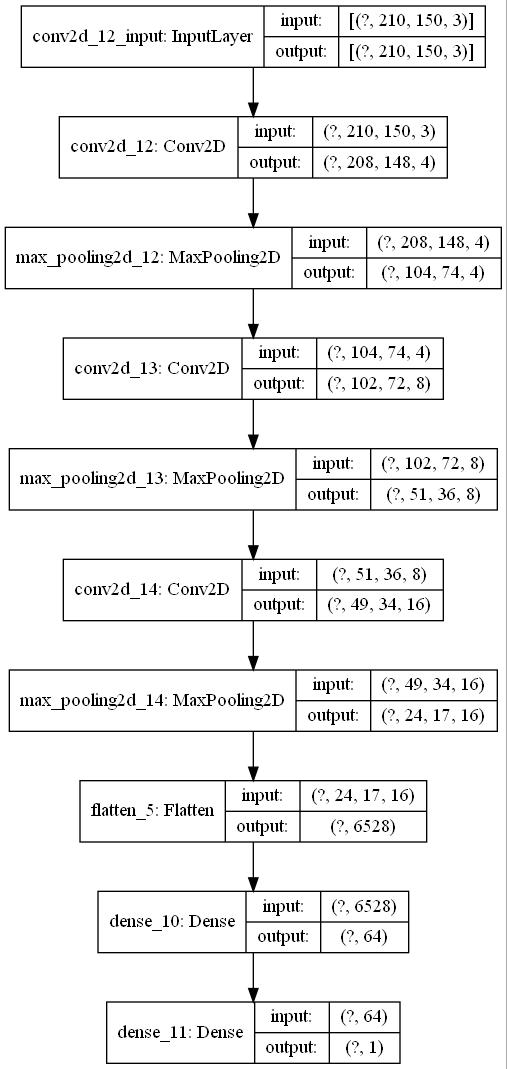 conv2d_12_input: InputLayer input: [(?, 210, 150, 3)]
output: [(?, 210, 150, 3)]
conv2d_12: Conv2D input: (?, 210, 150, 3)
output: (?, 208, 148, 4)
max_pooling2d_12: MaxPooling2D input: (?, 208, 148, 4)
output: (?, 104, 74, 4)
conv2d_13: Conv2D input: (?, 104, 74, 4)
output: (?, 102, 72, 8)
max_pooling2d_13: MaxPooling2D input: (?, 102, 72, 8)
output: (?, 51, 36, 8)
conv2d_14: Conv2D input: (?, 51, 36, 8)
output: (?, 49, 34, 16)
max_pooling2d_14: MaxPooling2D input: (?, 49, 34, 16)
output: (?, 24, 17, 16)
flatten_5: Flatten input: (?, 24, 17, 16)
output: (?, 6528)
dense_10: Dense input: (?, 6528)
output: (?, 64)
dense_11: Dense input: (?, 64)
output: (?, 1)